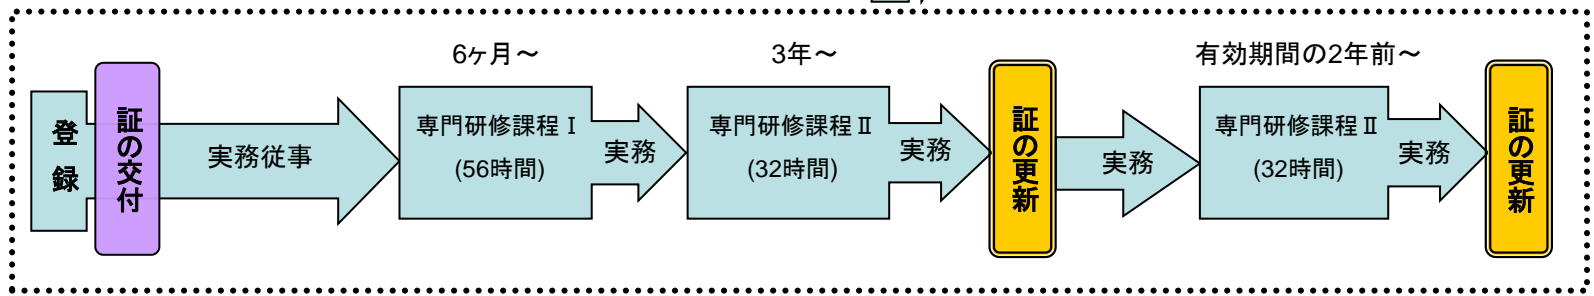 登録
証の交付
実務従事
6ヶ月～
専門研修課程Ⅰ
(56時間)
実務
3年～
専門研修課程Ⅱ
(32時間)
実務
証の更新
実務
有効期間の2年前～
専門研修課程Ⅱ
(32時間)
実務
証の更新